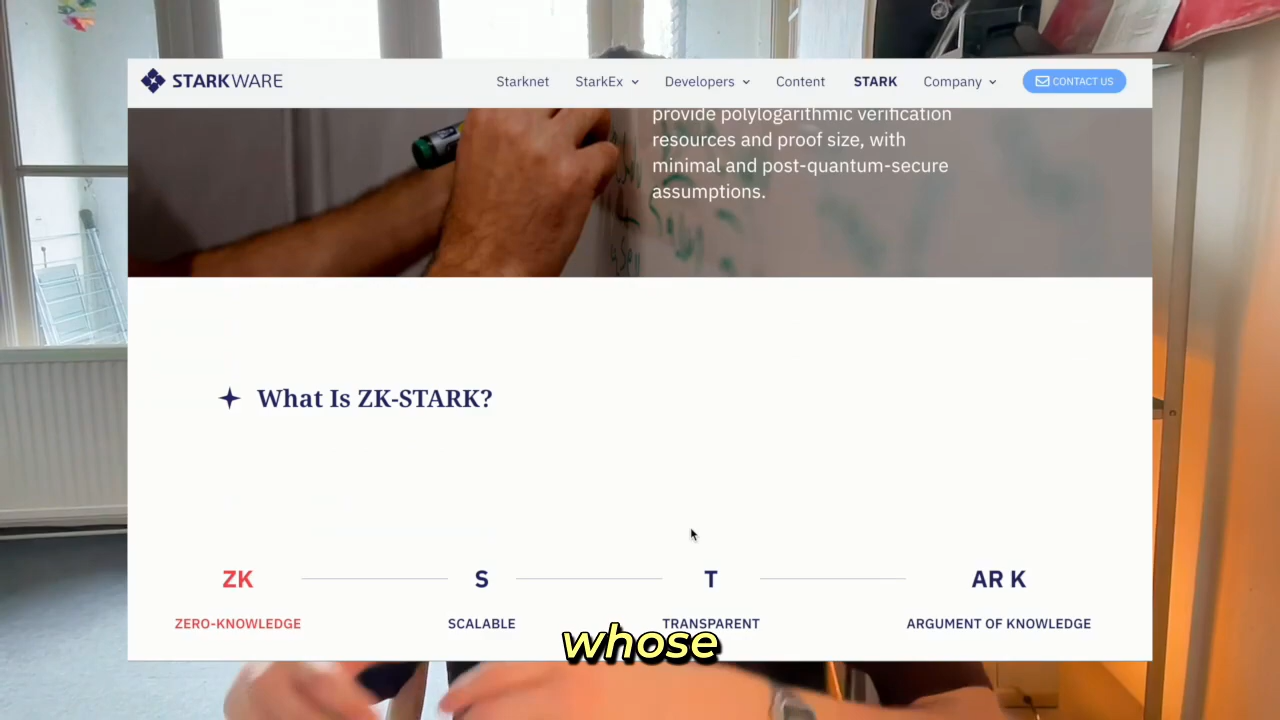 STARKWARE
Starknet StarkEx Developers Content STARK Company CONTACT US
provide polylogarithmic verification
resources and proof size, with
minimal and post-quantum-secure
assumptions.
What Is ZK-STARK?
ZK S T AR K
ZERO-KNOWLEDGE SCALABLE TRANSPARENT ARGUMENT OF KNOWLEDGE
whose